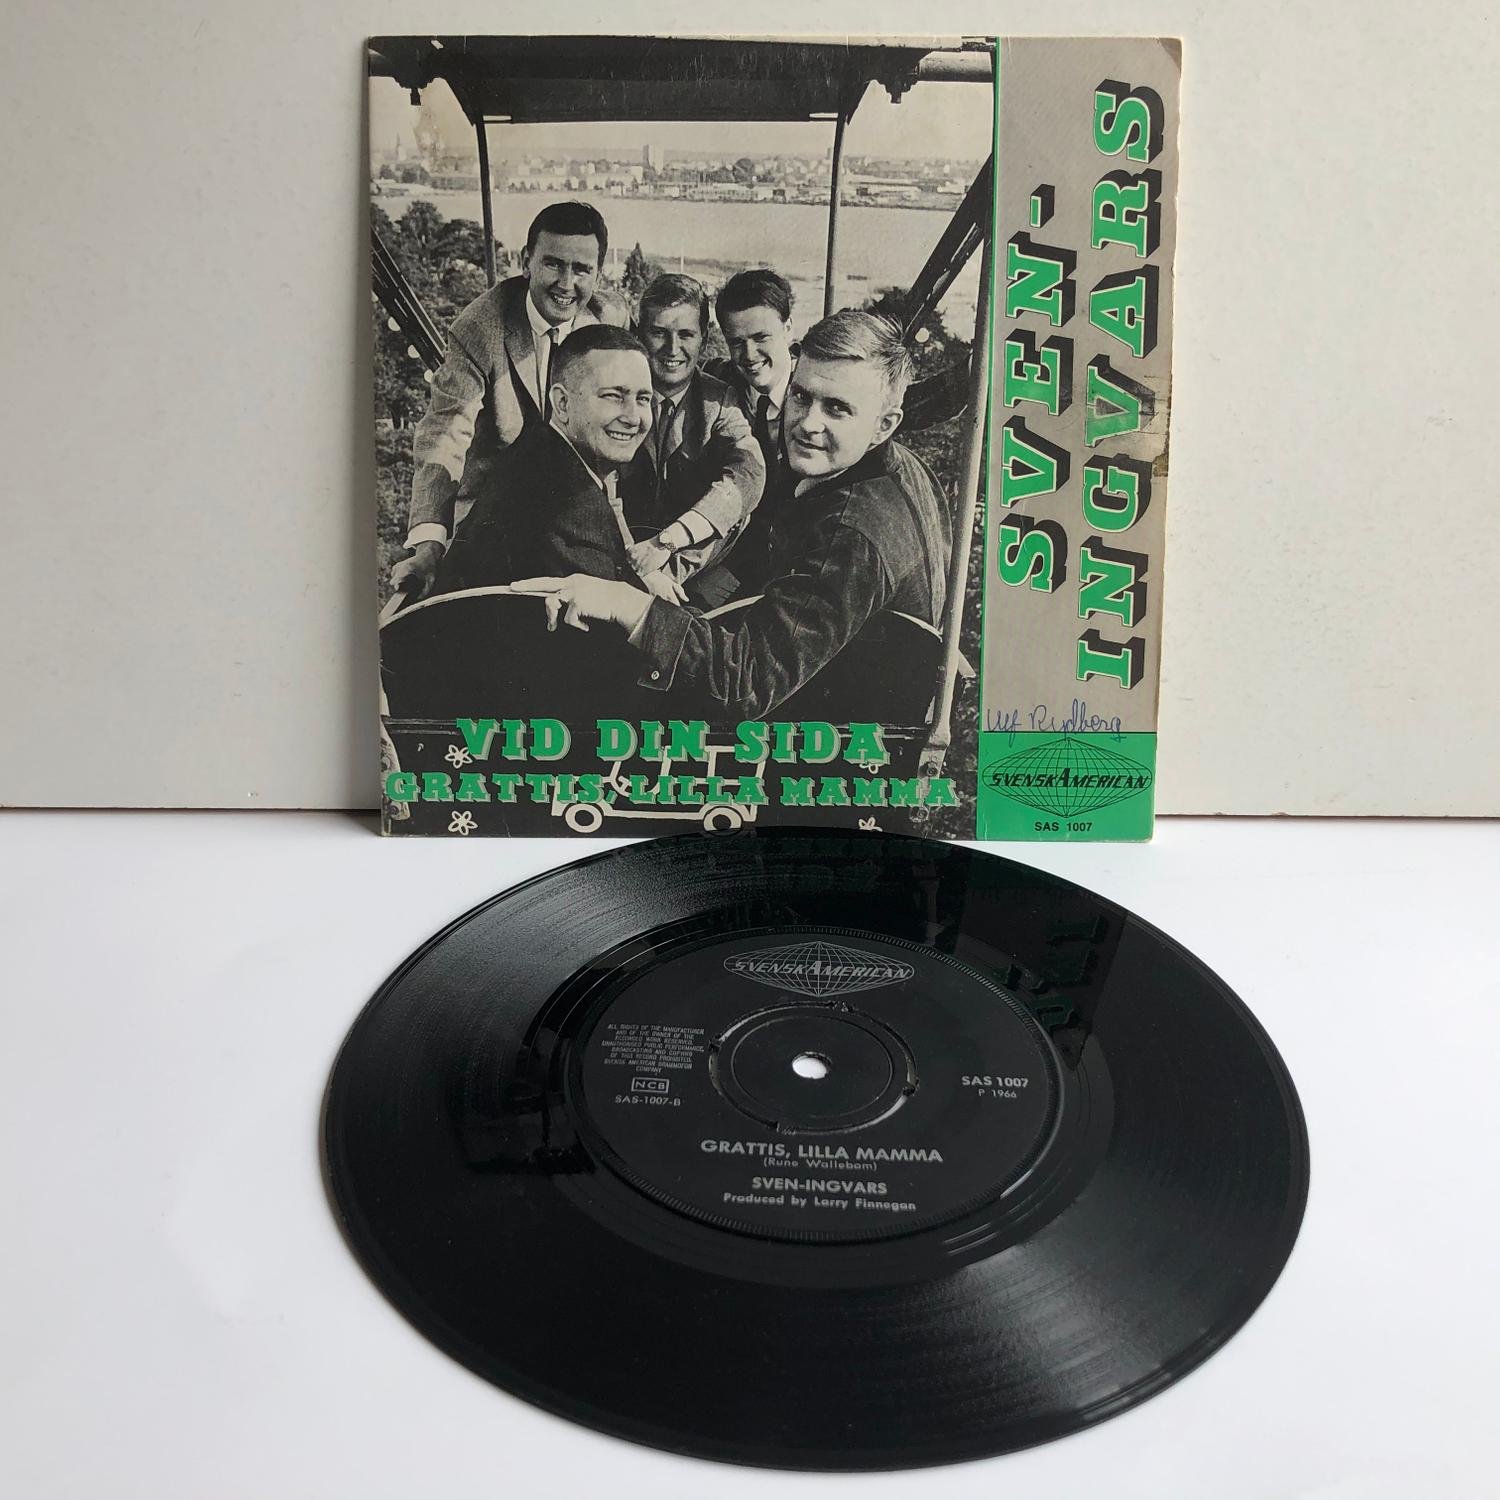 SVEN-
INGVARS
VID DIN SIDA
GRATTIS, LILLA MAMMA
Ulf Rydberg
SVENSKAMERICAN
SAS 1007
SVENSKAMERICAN
ALL RIGHTS OF THE MANUFACTURER
AND OF THE OWNER OF THE
RECORDED WORK RESERVED.
UNAUTHORISED PUBLIC PERFORMANCE,
BROADCASTING AND COPYING
OF THIS RECORD PROHIBITED.
SVENSK AMERICAN GRAMMOFON
COMPANY
NCB
SAS-1007-B
SAS 1007
P 1966
GRATTIS, LILLA MAMMA
(Rune Wallebom)
SVEN-INGVARS
Produced by Larry Finnegan